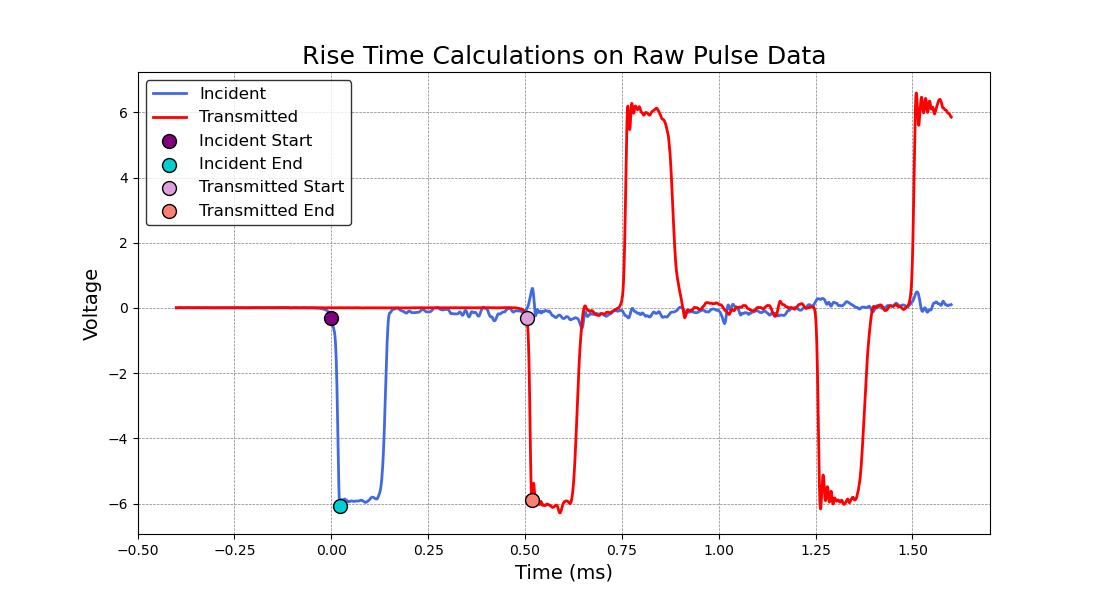 Rise Time Calculations on Raw Pulse Data
Incident
Transmitted
Incident Start
Incident End
Transmitted Start
Transmitted End
Voltage
6
4
2
0
−2
−4
−6
−0.50 −0.25 0.00 0.25 0.50 0.75 1.00 1.25 1.50
Time (ms)